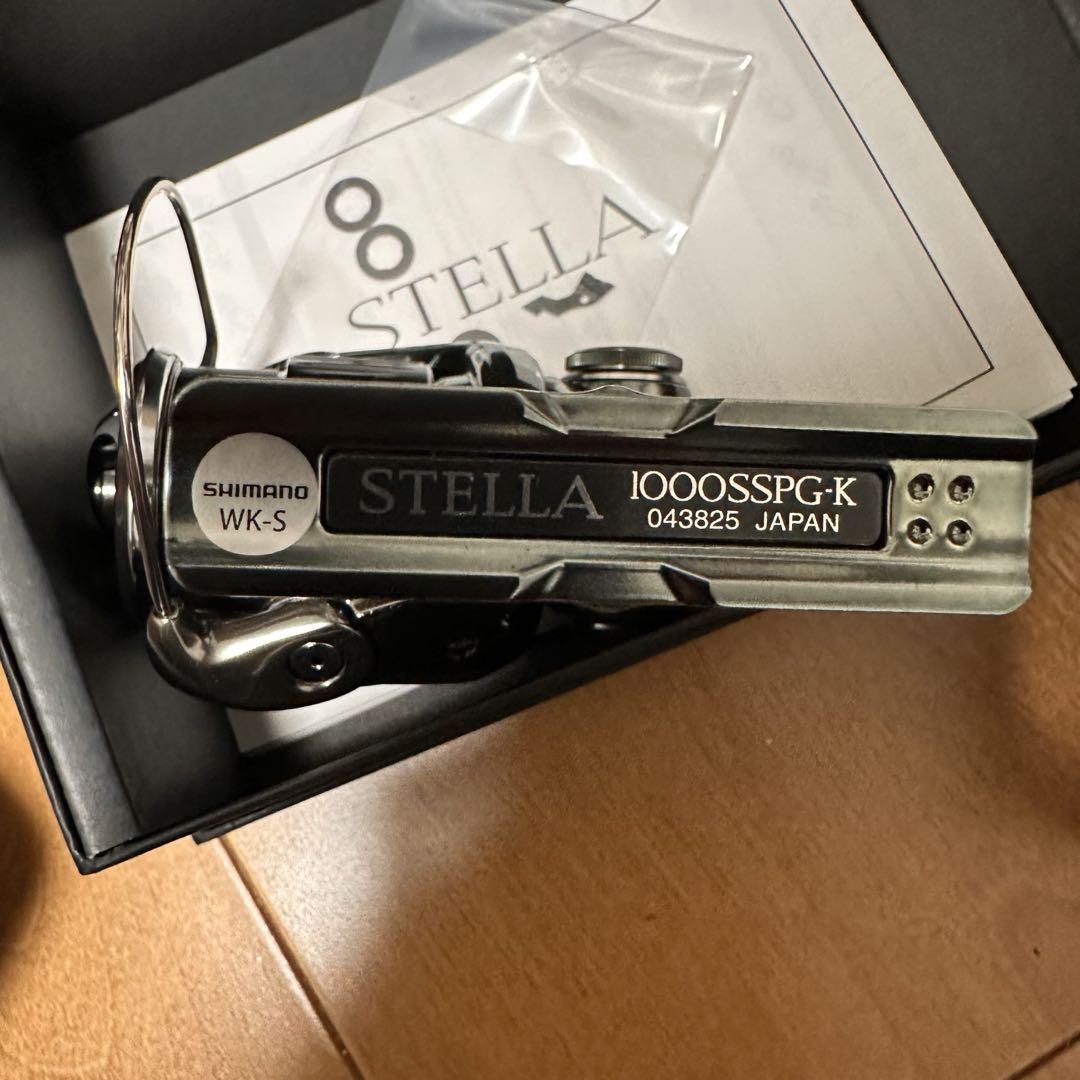 STELLA
SHIMANO
WK-S
STELLA
1000SSPG-K
043825 JAPAN